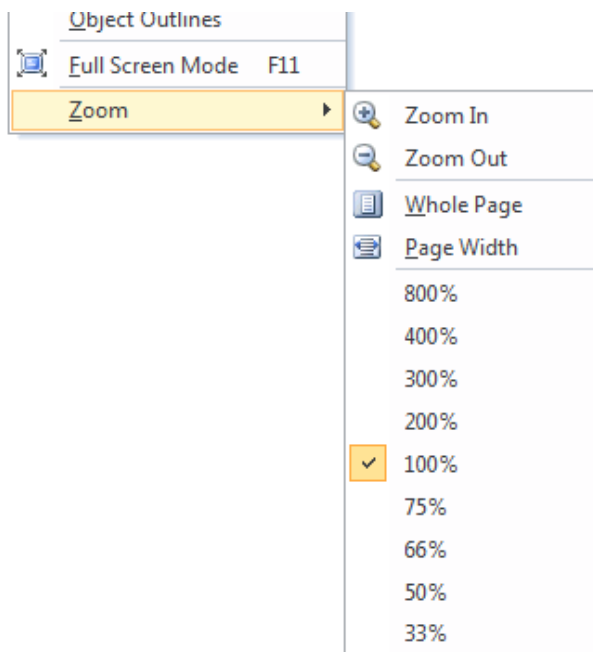 Object Outlines
Full Screen Mode F11
Zoom
Zoom In
Zoom Out
Whole Page
Page Width
800%
400%
300%
200%
100%
75%
66%
50%
33%